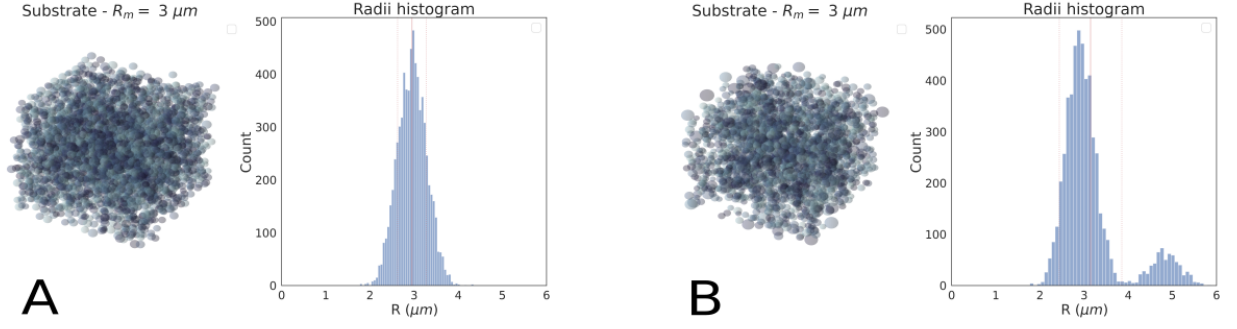 Substrate - Rₘ = 3 μm
Radii histogram
500
400
300
200
100
0
Count
0 1 2 3 4 5 6
R (μm)
A
Substrate - Rₘ = 3 μm
Radii histogram
500
400
300
200
100
0
Count
0 1 2 3 4 5 6
R (μm)
B